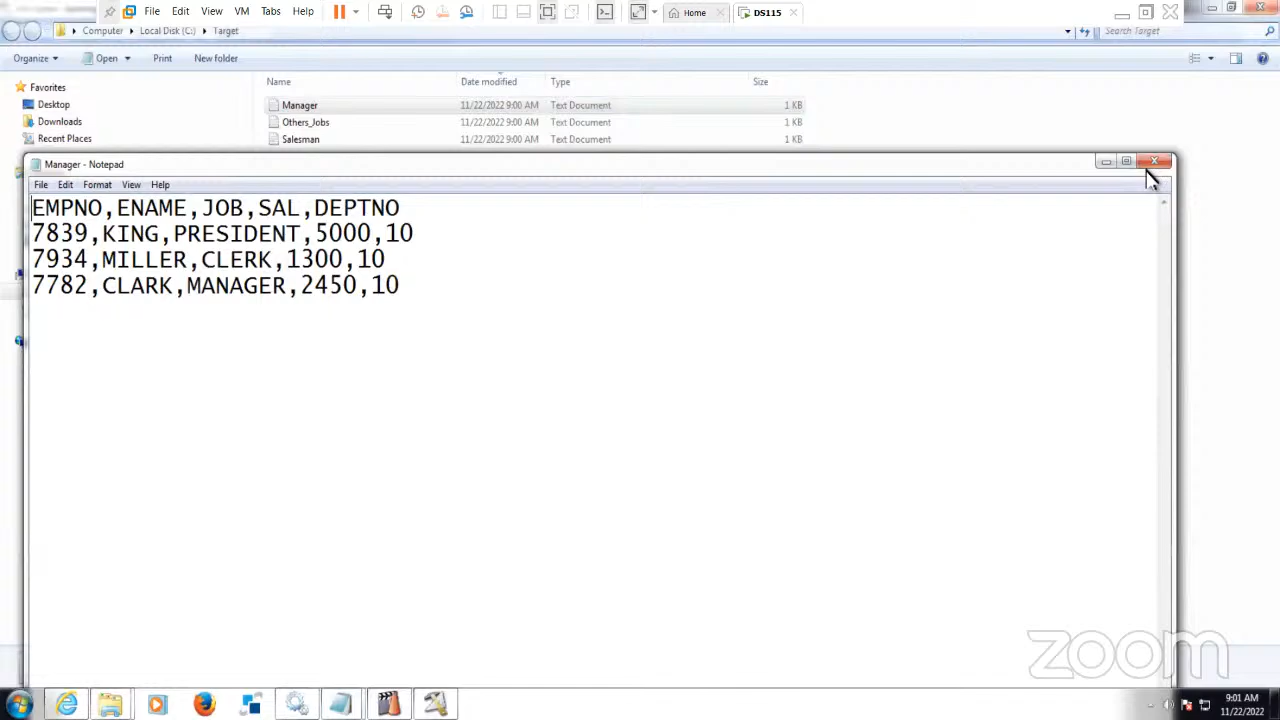 File Edit View VM Tabs Help Home DS115
Computer Local Disk (C:) Target Search Target
Organize Open Print New folder
Name Date modified Type Size
Favorites
Desktop
Downloads
Recent Places
Manager 11/22/2022 9:00 AM Text Document 1 KB
Others_Jobs 11/22/2022 9:00 AM Text Document 1 KB
Salesman 11/22/2022 9:00 AM Text Document 1 KB
Manager - Notepad
File Edit Format View Help
EMPNO,ENAME,JOB,SAL,DEPTNO
7839,KING,PRESIDENT,5000,10
7934,MILLER,CLERK,1300,10
7782,CLARK,MANAGER,2450,10
zoom
9:01 AM
11/22/2022